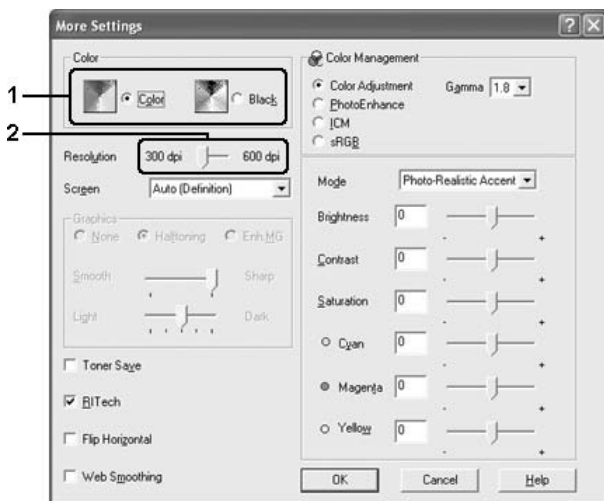 More Settings
1
2
Color
Color
Black
Resolution 300 dpi 600 dpi
Screen Auto (Definition)
Graphics
None Halftoning Enh.MG
Smooth Sharp
Light Dark
Toner Save
RITech
Flip Horizontal
Web Smoothing
Color Management
Color Adjustment Gamma 1.8
PhotoEnhance
ICM
sRGB
Mode Photo-Realistic Accent
Brightness 0
- +
Contrast 0
- +
Saturation 0
- +
Cyan 0
- +
Magenta 0
- +
Yellow 0
- +
OK Cancel Help